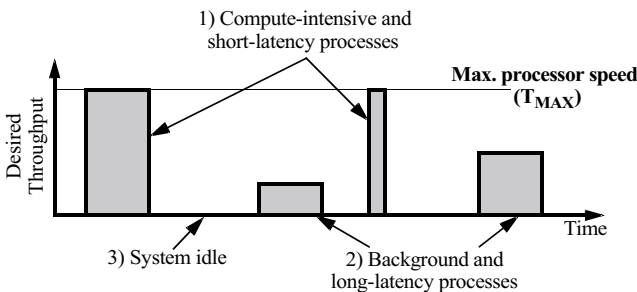 1) Compute-intensive and
short-latency processes
Max. processor speed
(TMAX)
Desired
Throughput
Time
3) System idle
2) Background and
long-latency processes